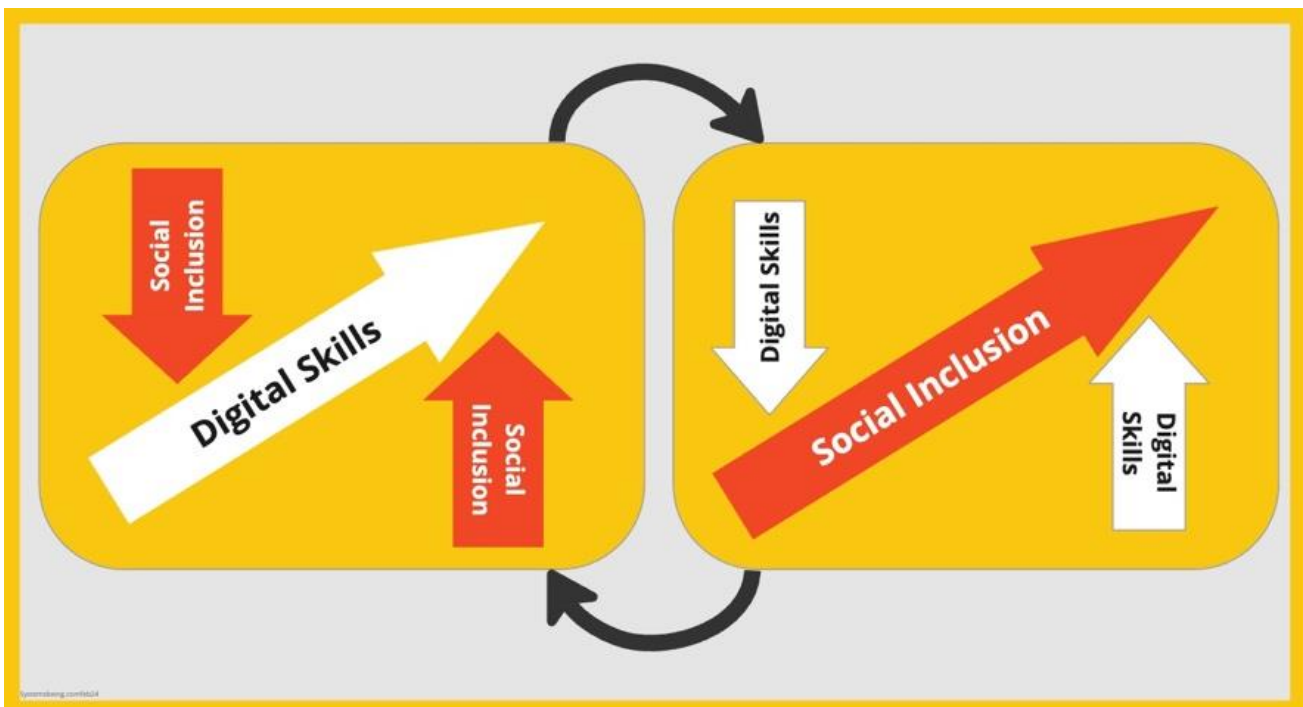 Social
Inclusion
Digital Skills
Social
Inclusion
Digital Skills
Social Inclusion
Digital
Skills